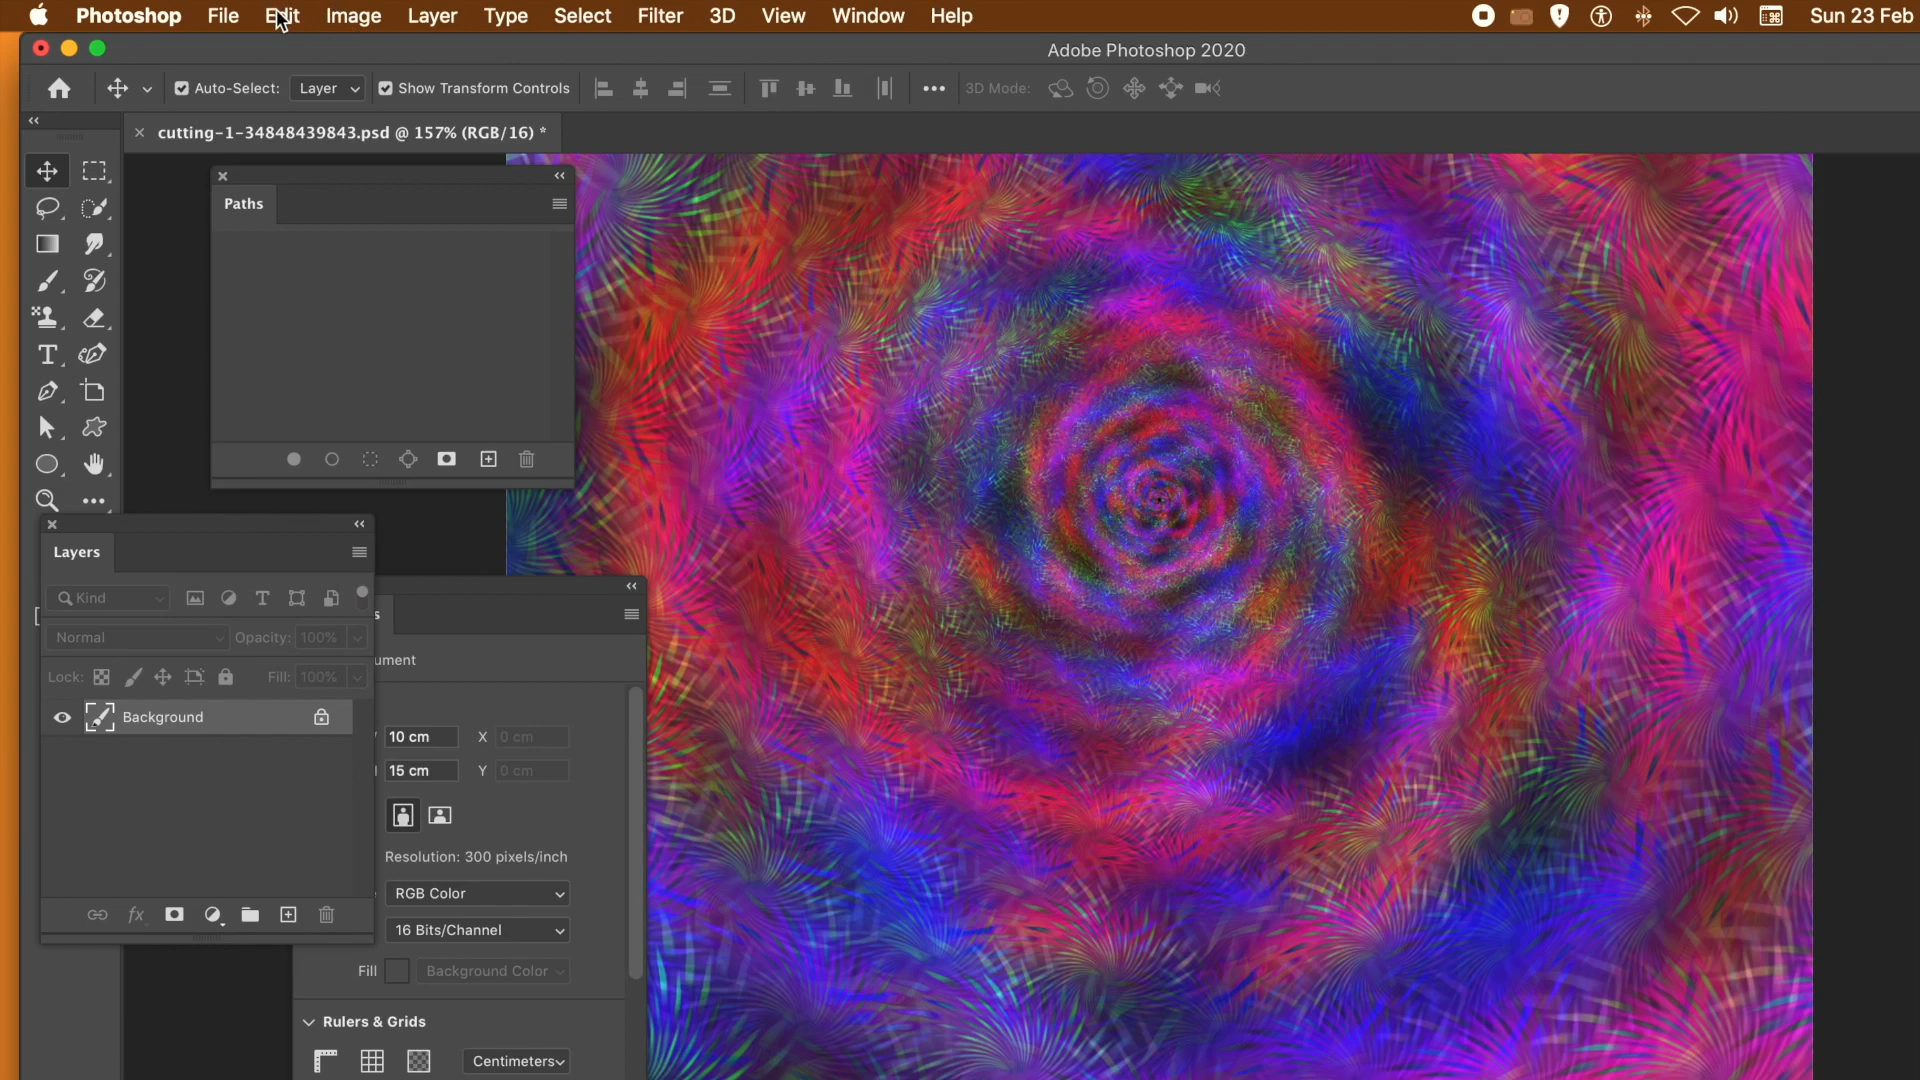 Photoshop File Edit Image Layer Type Select Filter 3D View Window Help Sun 23 Feb
Adobe Photoshop 2020
Auto-Select: Layer Show Transform Controls 3D Mode:
cutting-1-34848439843.psd @ 157% (RGB/16) *
Paths
Layers
Kind
s
Normal Opacity: 100%
ument
Lock: Fill: 100%
Background
10 cm X 0 cm
15 cm Y 0 cm
Resolution: 300 pixels/inch
RGB Color
fx
16 Bits/Channel
Fill Background Color
Rulers & Grids
Centimeters